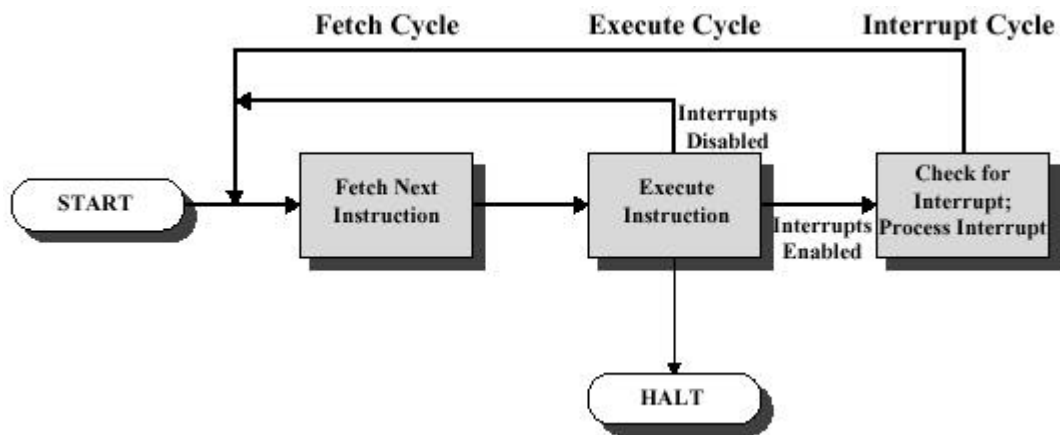 Fetch Cycle
Execute Cycle
Interrupt Cycle
Interrupts
Disabled
START
Fetch Next
Instruction
Execute
Instruction
Interrupts
Enabled
Check for
Interrupt;
Process Interrupt
HALT